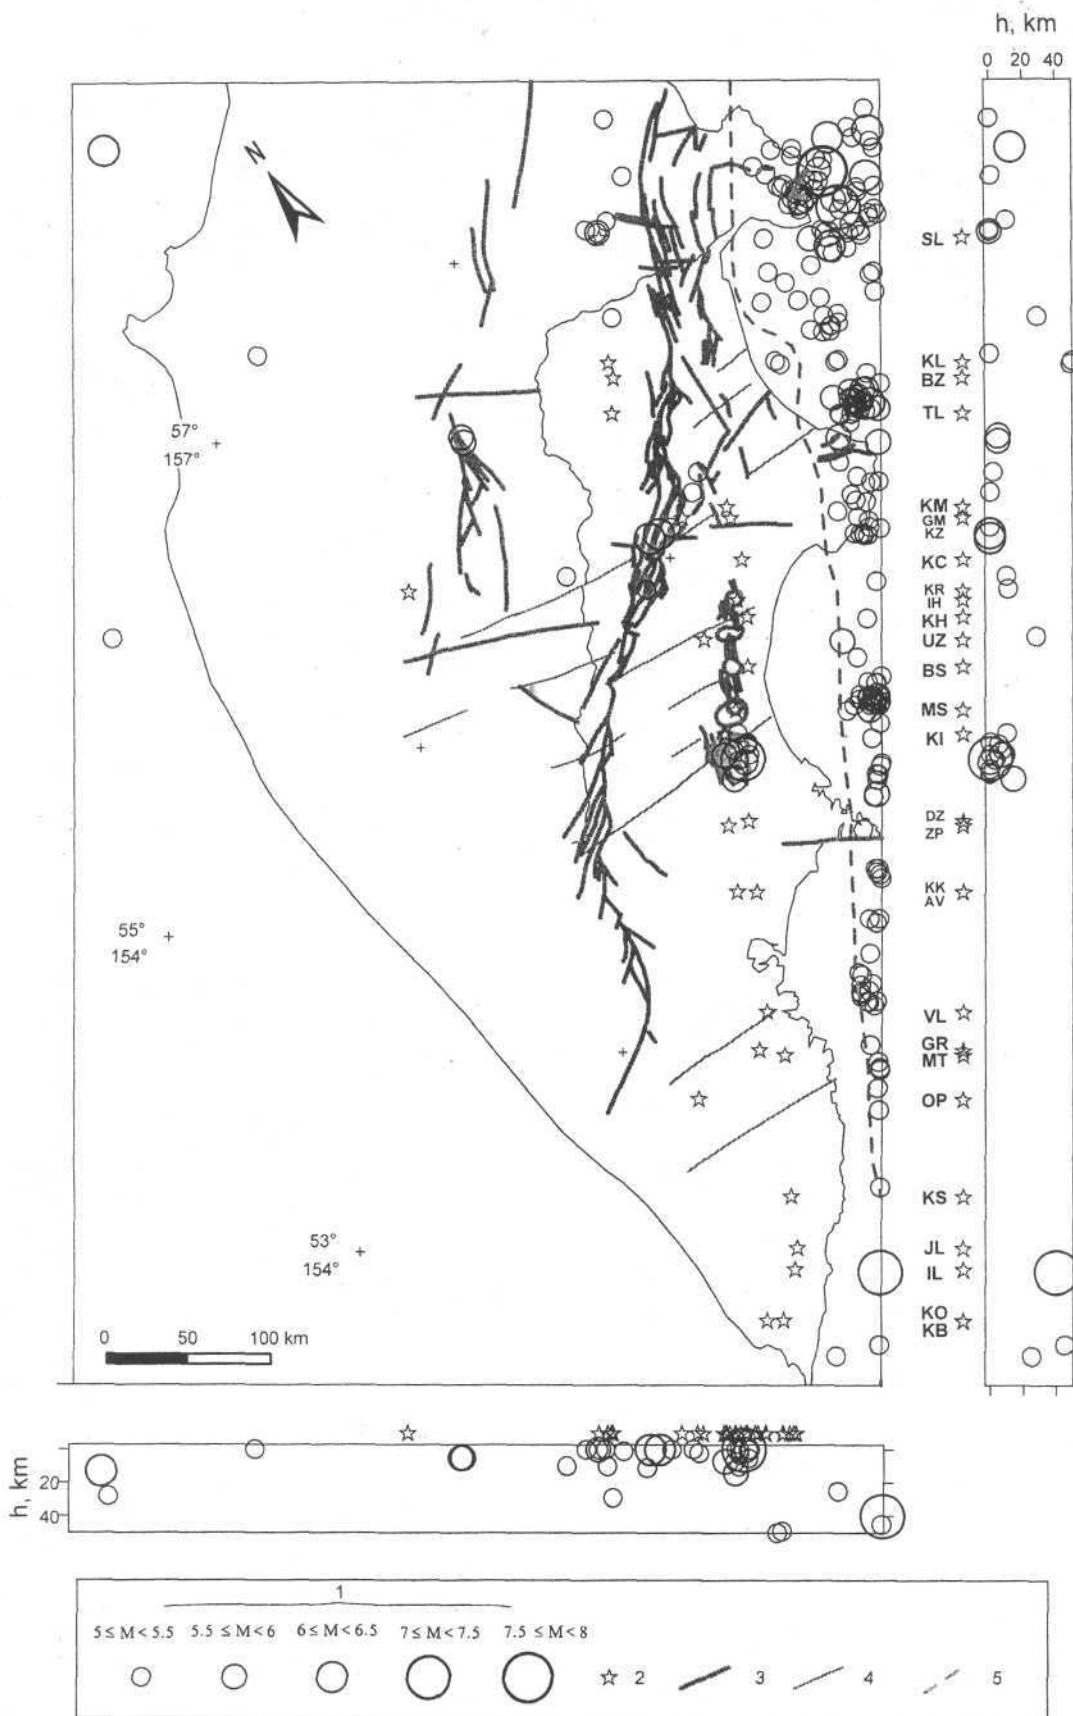 h, km
0 20 40
N
SL
KL
BZ
TL
57°
157°
KM
GM
KZ
KC
KR
IH
KH
UZ
BS
MS
KI
DZ
ZP
KK
AV
55°
154°
VL
GR
MT
OP
KS
53°
154°
JL
IL
KO
KB
0 50 100 km
h, km
20
40
1
5 ≤ M < 5.5 5.5 ≤ M < 6 6 ≤ M < 6.5 7 ≤ M < 7.5 7.5 ≤ M < 8
2 3 4 5